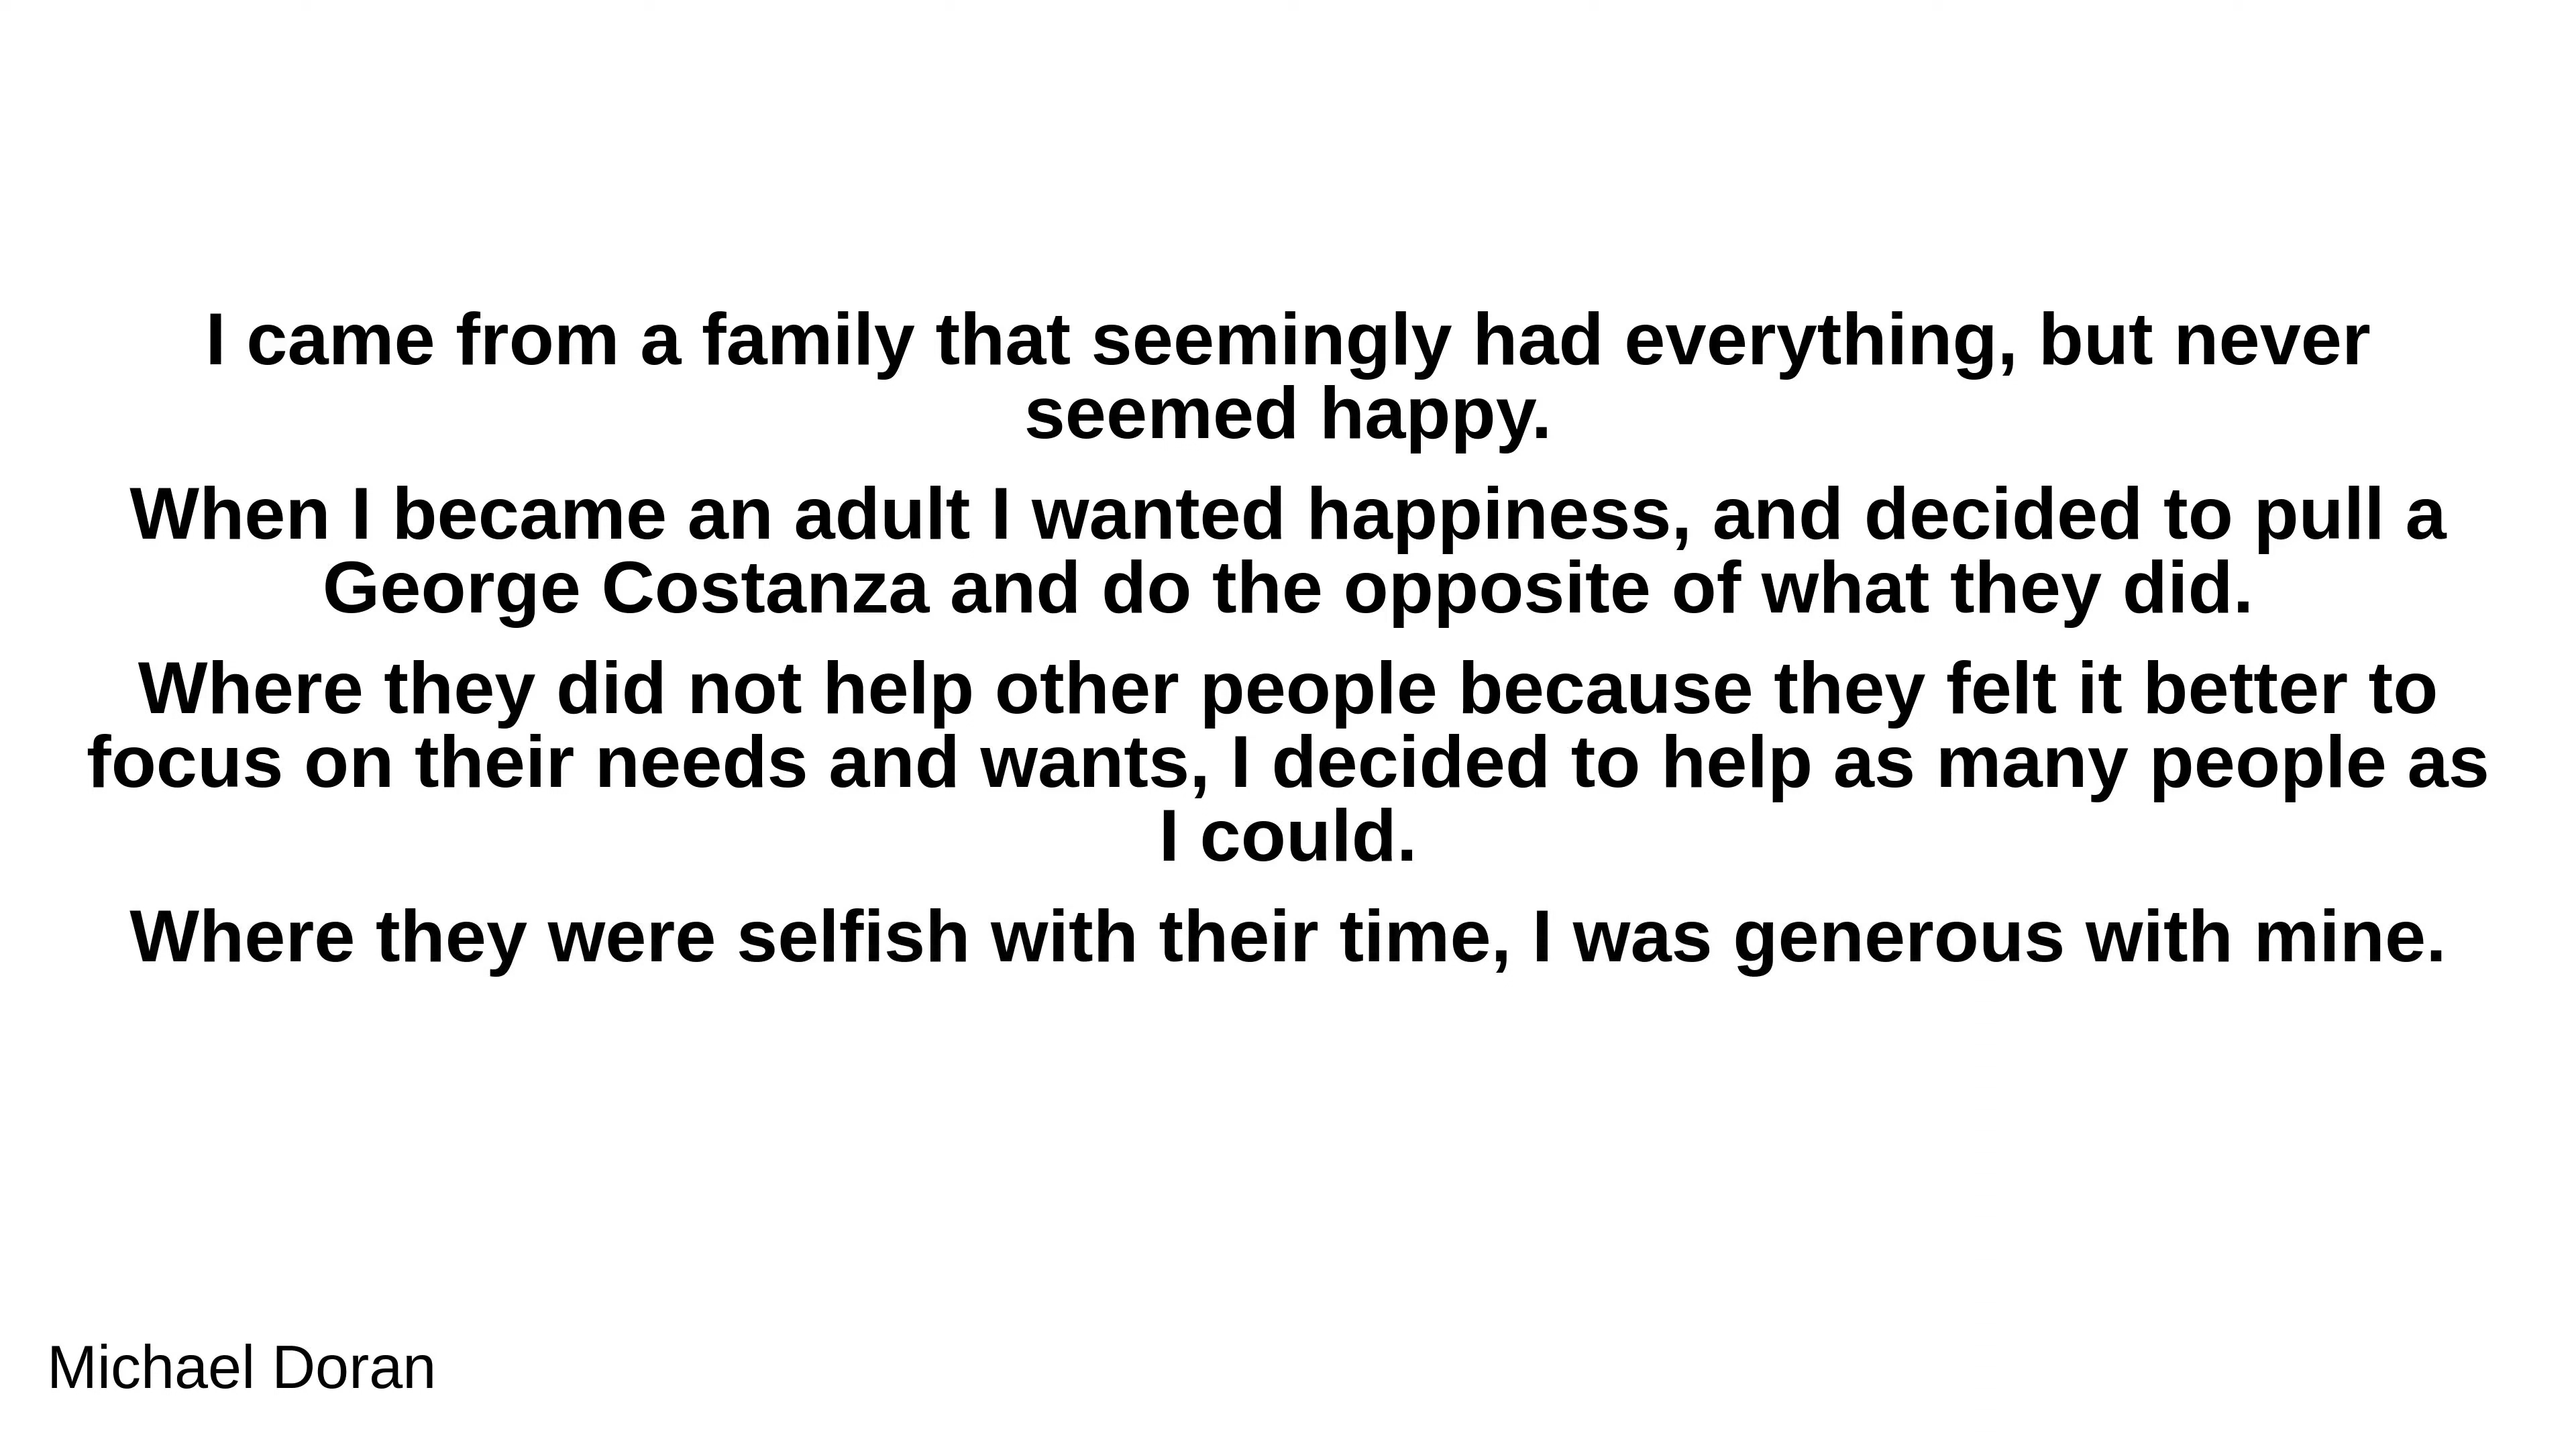 I came from a family that seemingly had everything, but never
seemed happy.
When I became an adult I wanted happiness, and decided to pull a
George Costanza and do the opposite of what they did.
Where they did not help other people because they felt it better to
focus on their needs and wants, I decided to help as many people as
I could.
Where they were selfish with their time, I was generous with mine.
Michael Doran